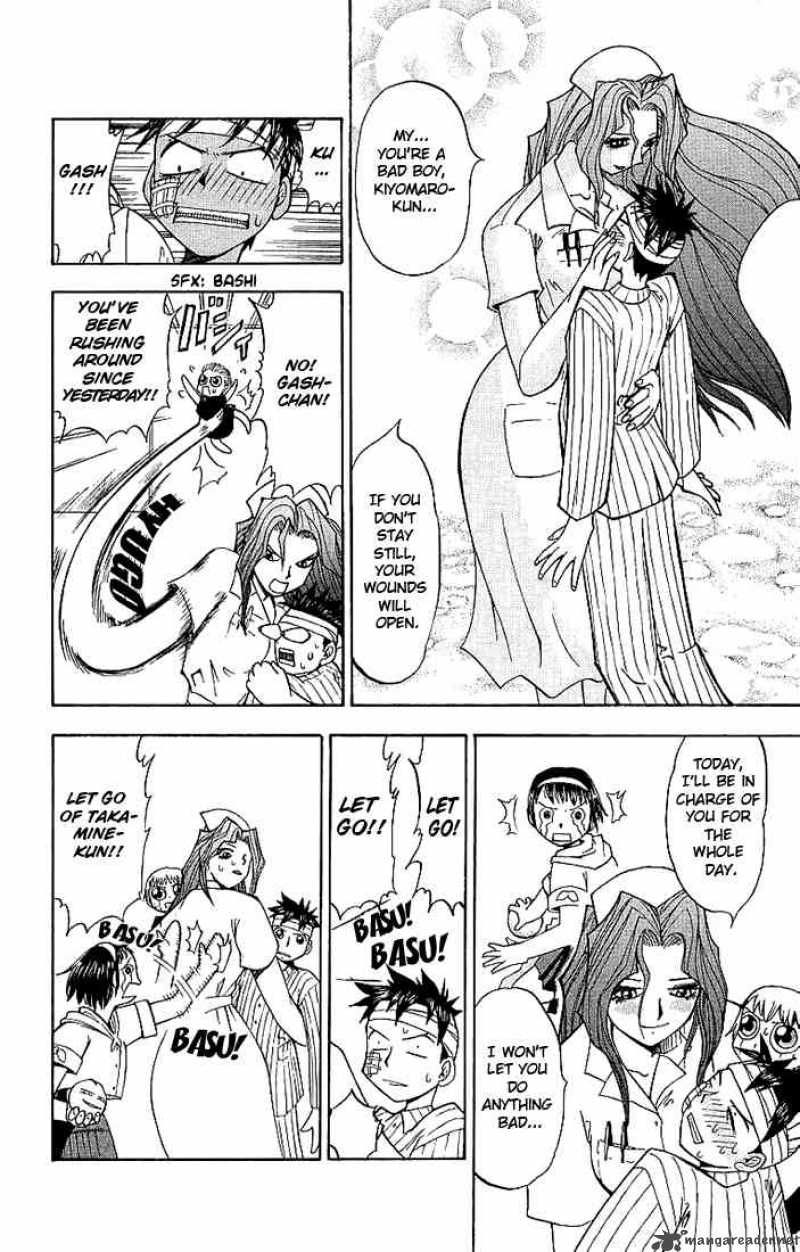 MY...
YOU'RE A
BAD BOY,
KIYOMARO-
KUN...
IF YOU
DON'T
STAY
STILL,
YOUR
WOUNDS
WILL
OPEN.
KU
...
GASH
!!!
SFX: BASHI
バシィ
NO!
GASH-
CHAN!
YOU'VE
BEEN
RUSHING
AROUND
SINCE
YESTERDAY!!
HYUGO
TODAY,
I'LL BE IN
CHARGE OF
YOU FOR
THE
WHOLE
DAY.
I WON'T
LET YOU
DO
ANYTHING
BAD...
LET
GO!
LET
GO!!
BASU!
BASU!
LET GO
OF TAKA-
MINE-
KUN!!
BASU!
BASU!
mangareader.net